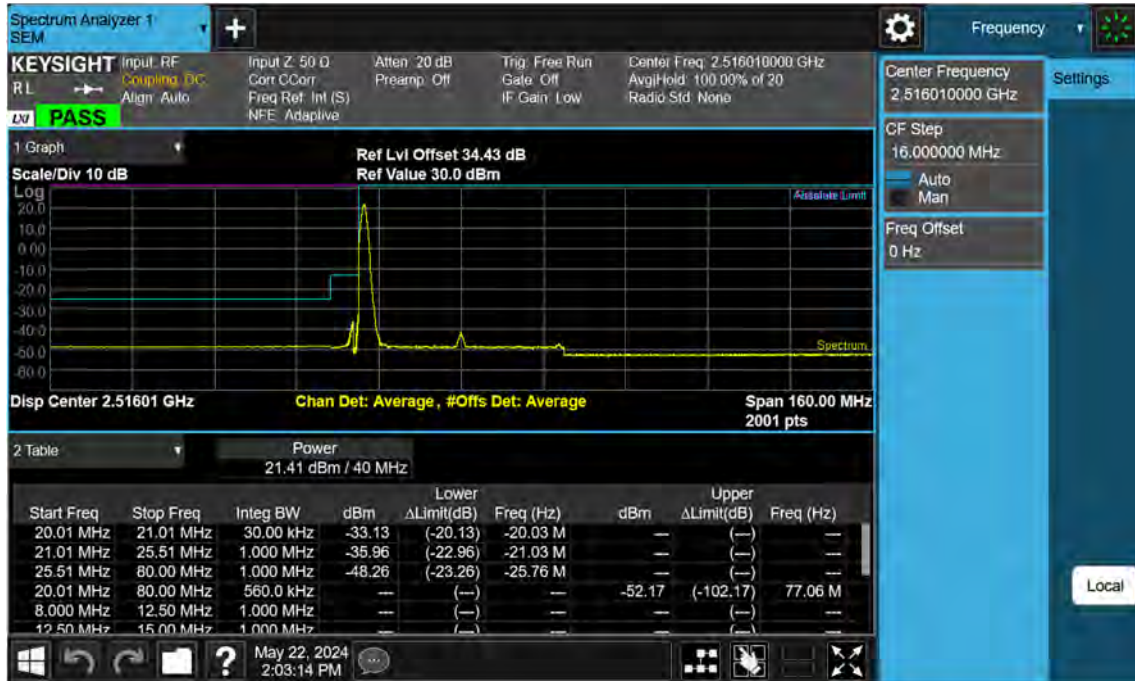 Spectrum Analyzer 1
SEM
+
Frequency
KEYSIGHT
RL
LXI PASS
Input: RF
Coupling: DC
Align: Auto
Input Z: 50 Ω
Corr CCorr
Freq Ref: Int (S)
NFE: Adaptive
Atten: 20 dB
Preamp: Off
Trig: Free Run
Gate: Off
IF Gain: Low
Center Freq: 2.516010000 GHz
Avg|Hold: 100.00% of 20
Radio Std: None
Center Frequency
2.516010000 GHz
Settings
CF Step
16.000000 MHz
Auto
Man
Freq Offset
0 Hz
Local
1 Graph
Scale/Div 10 dB
Ref Lvl Offset 34.43 dB
Ref Value 30.0 dBm
Log
Absolute Limit
20.0
10.0
0.00
-10.0
-20.0
-30.0
-40.0
-50.0
-60.0
Spectrum
Disp Center 2.51601 GHz
Chan Det: Average , #Offs Det: Average
Span 160.00 MHz
2001 pts
2 Table
Power
21.41 dBm / 40 MHz
Lower Upper
Start Freq Stop Freq Integ BW dBm ΔLimit(dB) Freq (Hz) dBm ΔLimit(dB) Freq (Hz)
20.01 MHz 21.01 MHz 30.00 kHz -33.13 (-20.13) -20.03 M --- (---) ---
21.01 MHz 25.51 MHz 1.000 MHz -35.96 (-22.96) -21.03 M --- (---) ---
25.51 MHz 80.00 MHz 1.000 MHz -48.26 (-23.26) -25.76 M --- (---) ---
20.01 MHz 80.00 MHz 560.0 kHz --- (---) --- -52.17 (-102.17) 77.06 M
8.000 MHz 12.50 MHz 1.000 MHz --- (---) --- --- (---) ---
12.50 MHz 15.00 MHz 1.000 MHz --- (---) --- --- (---) ---
?
May 22, 2024
2:03:14 PM